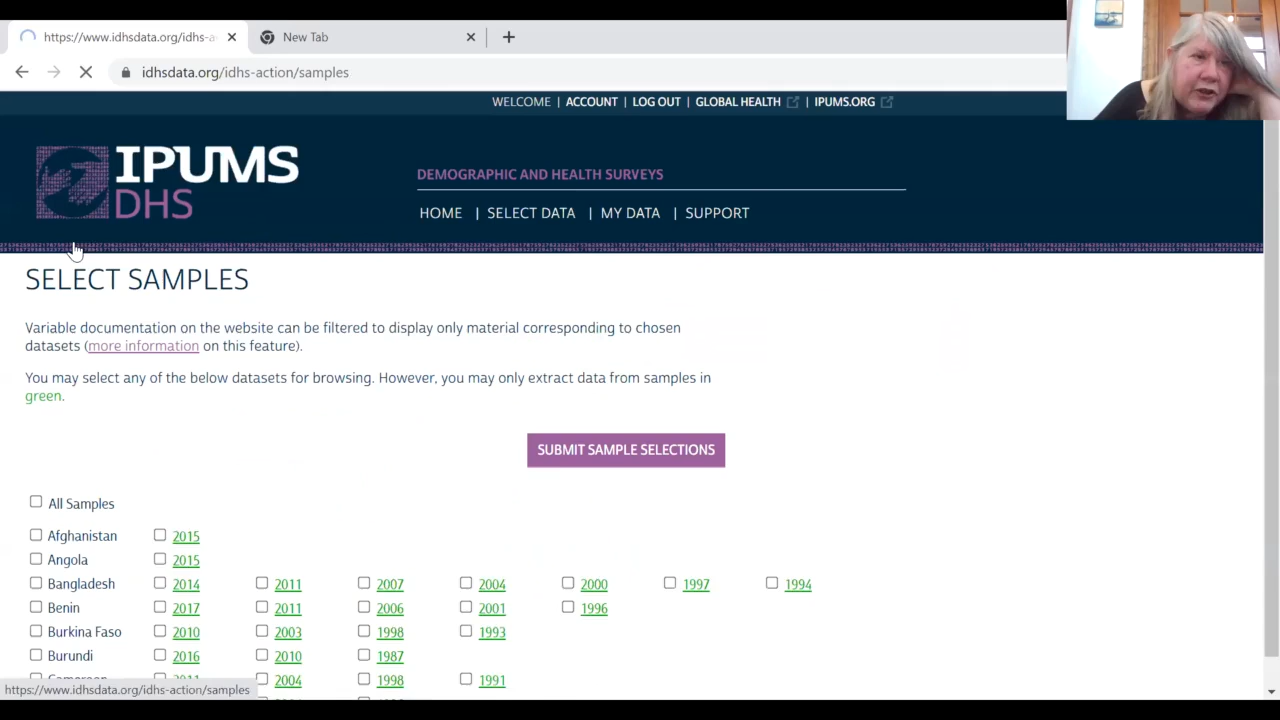 https://www.idhsdata.org/idhs-a
New Tab
idhsdata.org/idhs-action/samples
WELCOME | ACCOUNT | LOG OUT | GLOBAL HEALTH | IPUMS.ORG
IPUMS
DHS
DEMOGRAPHIC AND HEALTH SURVEYS
HOME | SELECT DATA | MY DATA | SUPPORT
SELECT SAMPLES
Variable documentation on the website can be filtered to display only material corresponding to chosen
datasets (more information on this feature).
You may select any of the below datasets for browsing. However, you may only extract data from samples in
green.
SUBMIT SAMPLE SELECTIONS
All Samples
Afghanistan 2015
Angola 2015
Bangladesh 2014 2011 2007 2004 2000 1997 1994
Benin 2017 2011 2006 2001 1996
Burkina Faso 2010 2003 1998 1993
Burundi 2016 2010 1987
Cameroon 2011 2004 1998 1991
https://www.idhsdata.org/idhs-action/samples